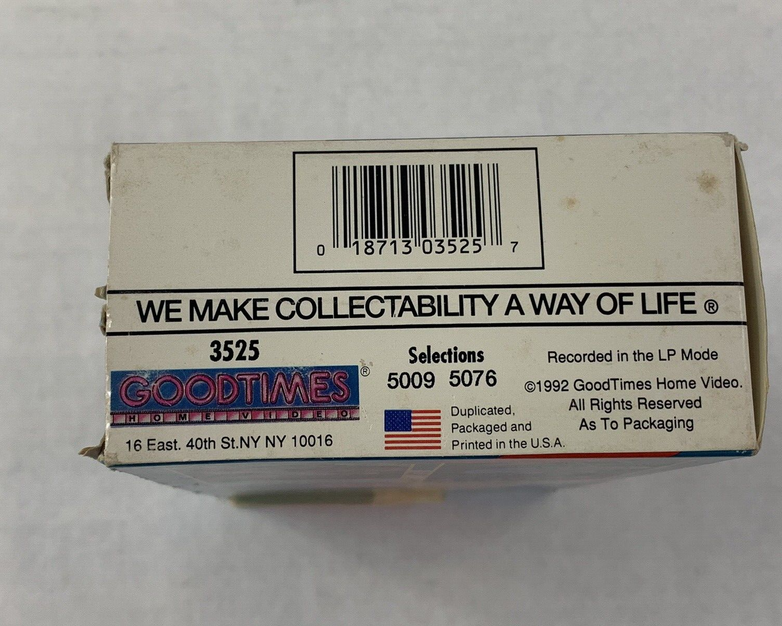 0 18713 03525 7
WE MAKE COLLECTABILITY A WAY OF LIFE ®
3525
GOODTIMES ®
HOME VIDEO
16 East. 40th St.NY NY 10016
Selections
5009 5076
Duplicated,
Packaged and
Printed in the U.S.A.
Recorded in the LP Mode
©1992 GoodTimes Home Video.
All Rights Reserved
As To Packaging